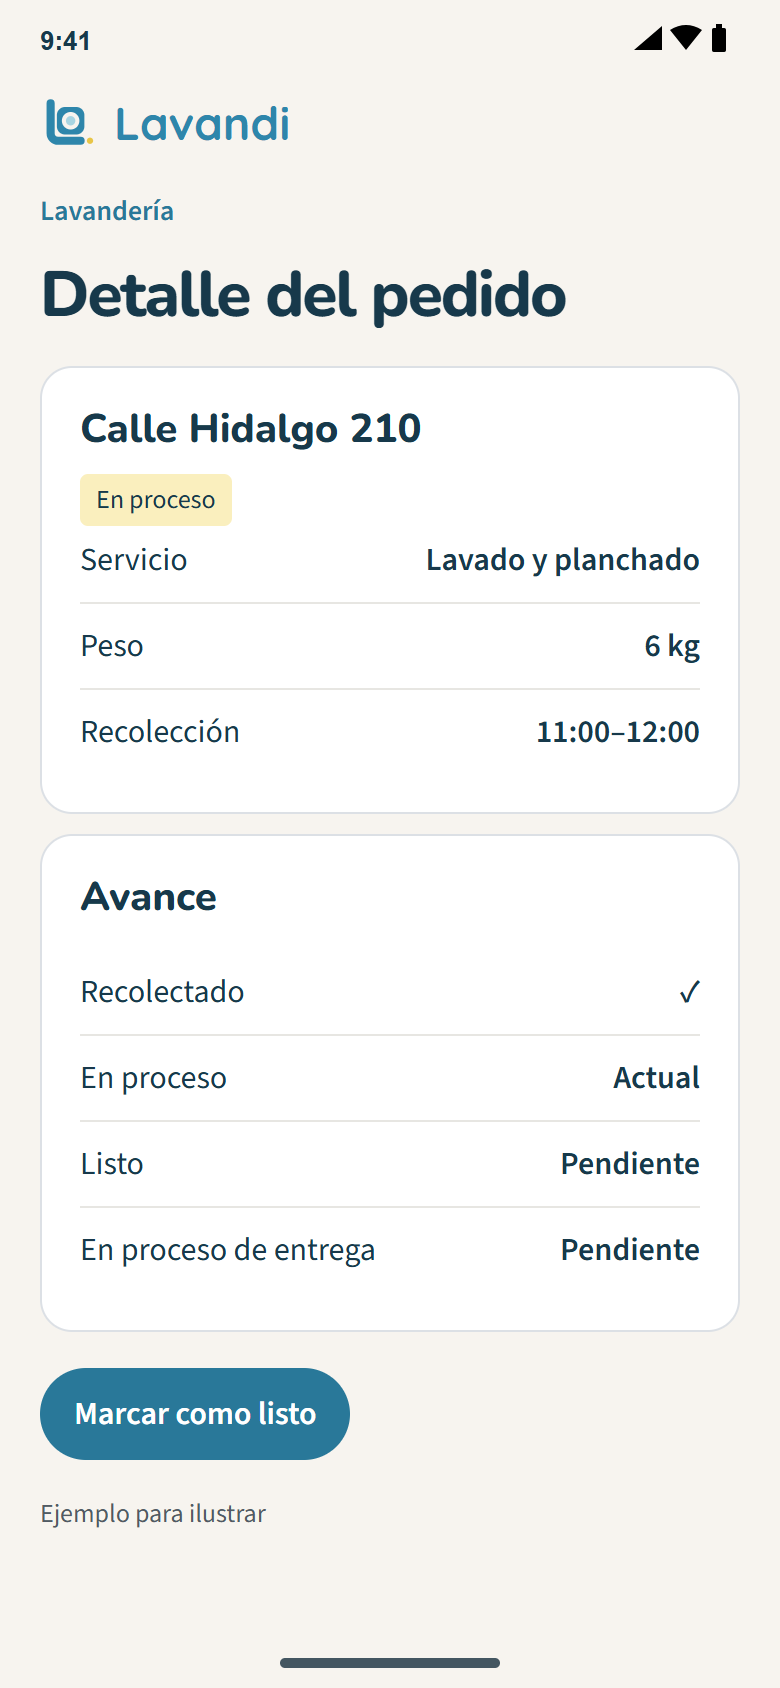 9:41
Lavandi
Lavandería
Detalle del pedido
Calle Hidalgo 210
En proceso
Servicio Lavado y planchado
Peso 6 kg
Recolección 11:00–12:00
Avance
Recolectado ✓
En proceso Actual
Listo Pendiente
En proceso de entrega Pendiente
Marcar como listo
Ejemplo para ilustrar